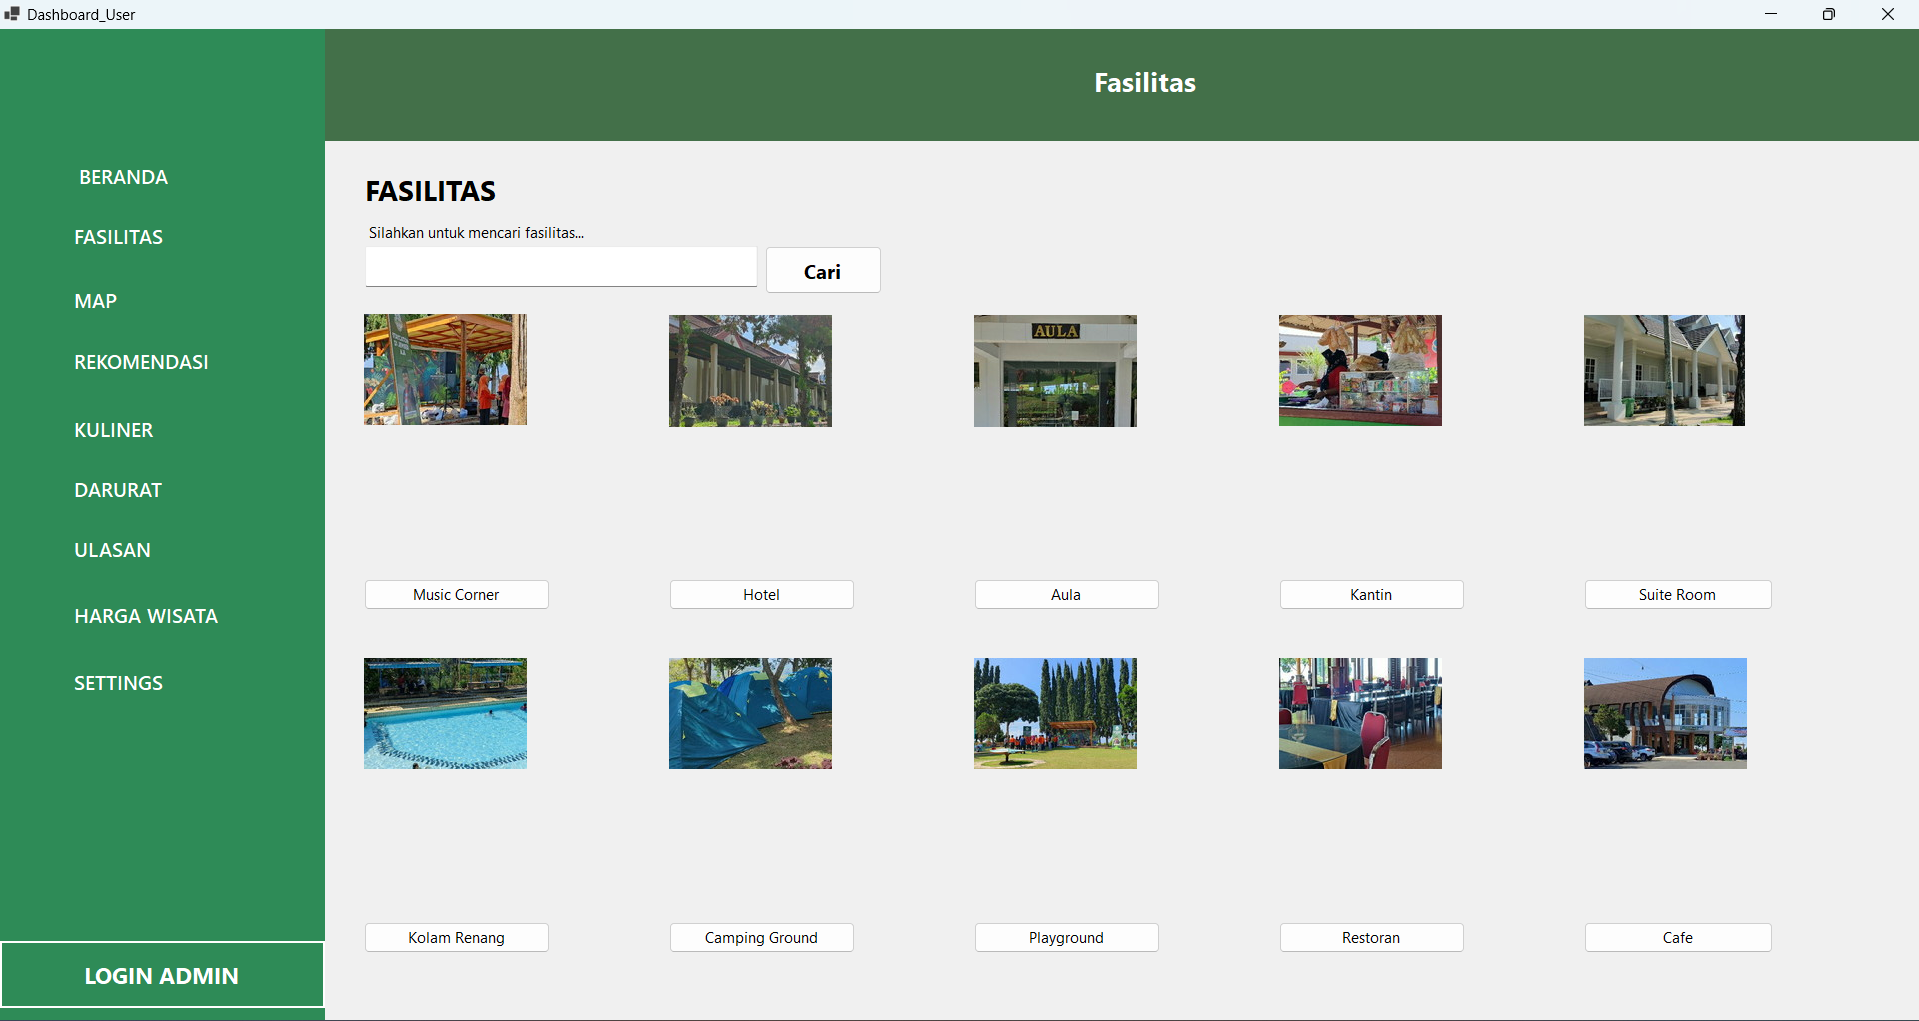 Dashboard_User
Fasilitas
BERANDA
FASILITAS
MAP
REKOMENDASI
KULINER
DARURAT
ULASAN
HARGA WISATA
SETTINGS
LOGIN ADMIN
FASILITAS
Silahkan untuk mencari fasilitas...
Cari
AULA
Music Corner
Hotel
Aula
Kantin
Suite Room
Kolam Renang
Camping Ground
Playground
Restoran
Cafe